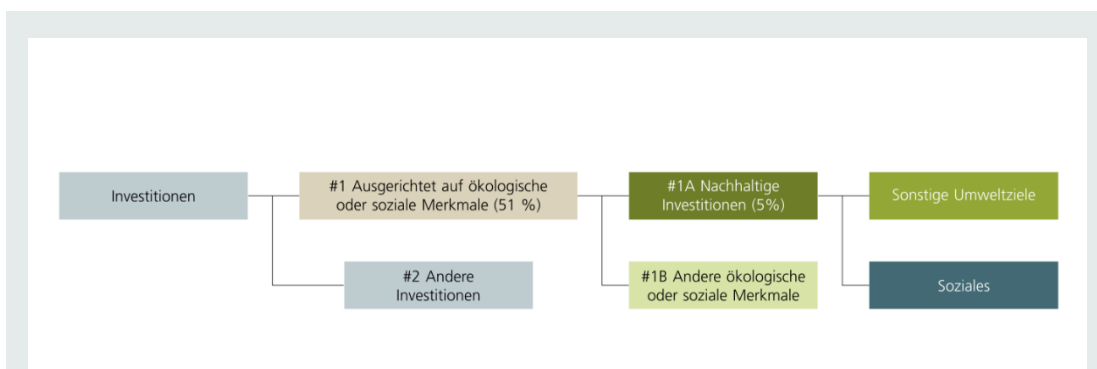 Investitionen
#1 Ausgerichtet auf ökologische
oder soziale Merkmale (51 %)
#1A Nachhaltige
Investitionen (5%)
Sonstige Umweltziele
#2 Andere
Investitionen
#1B Andere ökologische
oder soziale Merkmale
Soziales